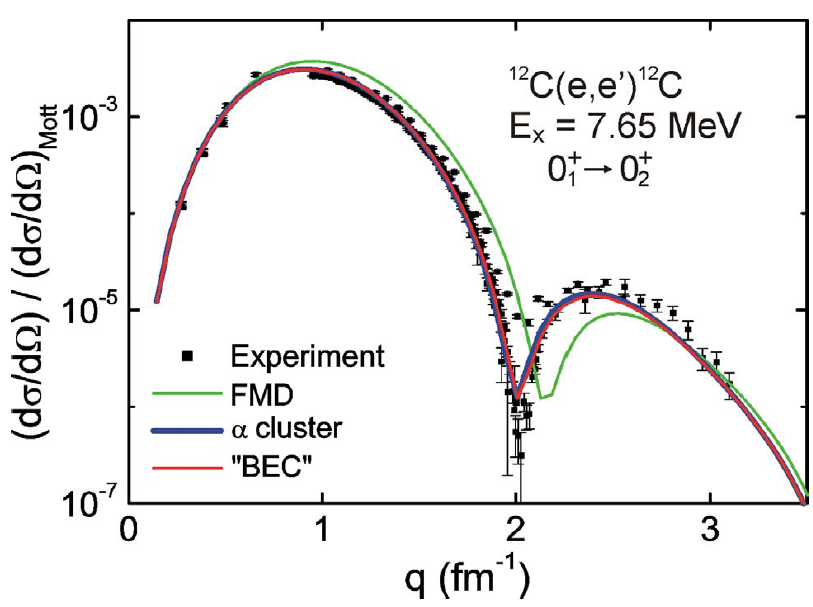 (dσ/dΩ) / (dσ/dΩ)Mott
10⁻³
10⁻⁵
10⁻⁷
¹²C(e,e’)¹²C
Eₓ = 7.65 MeV
0₁⁺→0₂⁺
Experiment
FMD
α cluster
"BEC"
0 1 2 3
q (fm⁻¹)